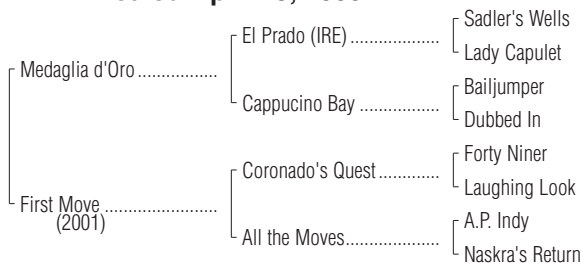 Sadler's Wells
El Prado (IRE)
Lady Capulet
Medaglia d'Oro
Bailjumper
Cappucino Bay
Dubbed In
Forty Niner
Coronado's Quest
Laughing Look
First Move
(2001)
A.P. Indy
All the Moves
Naskra's Return